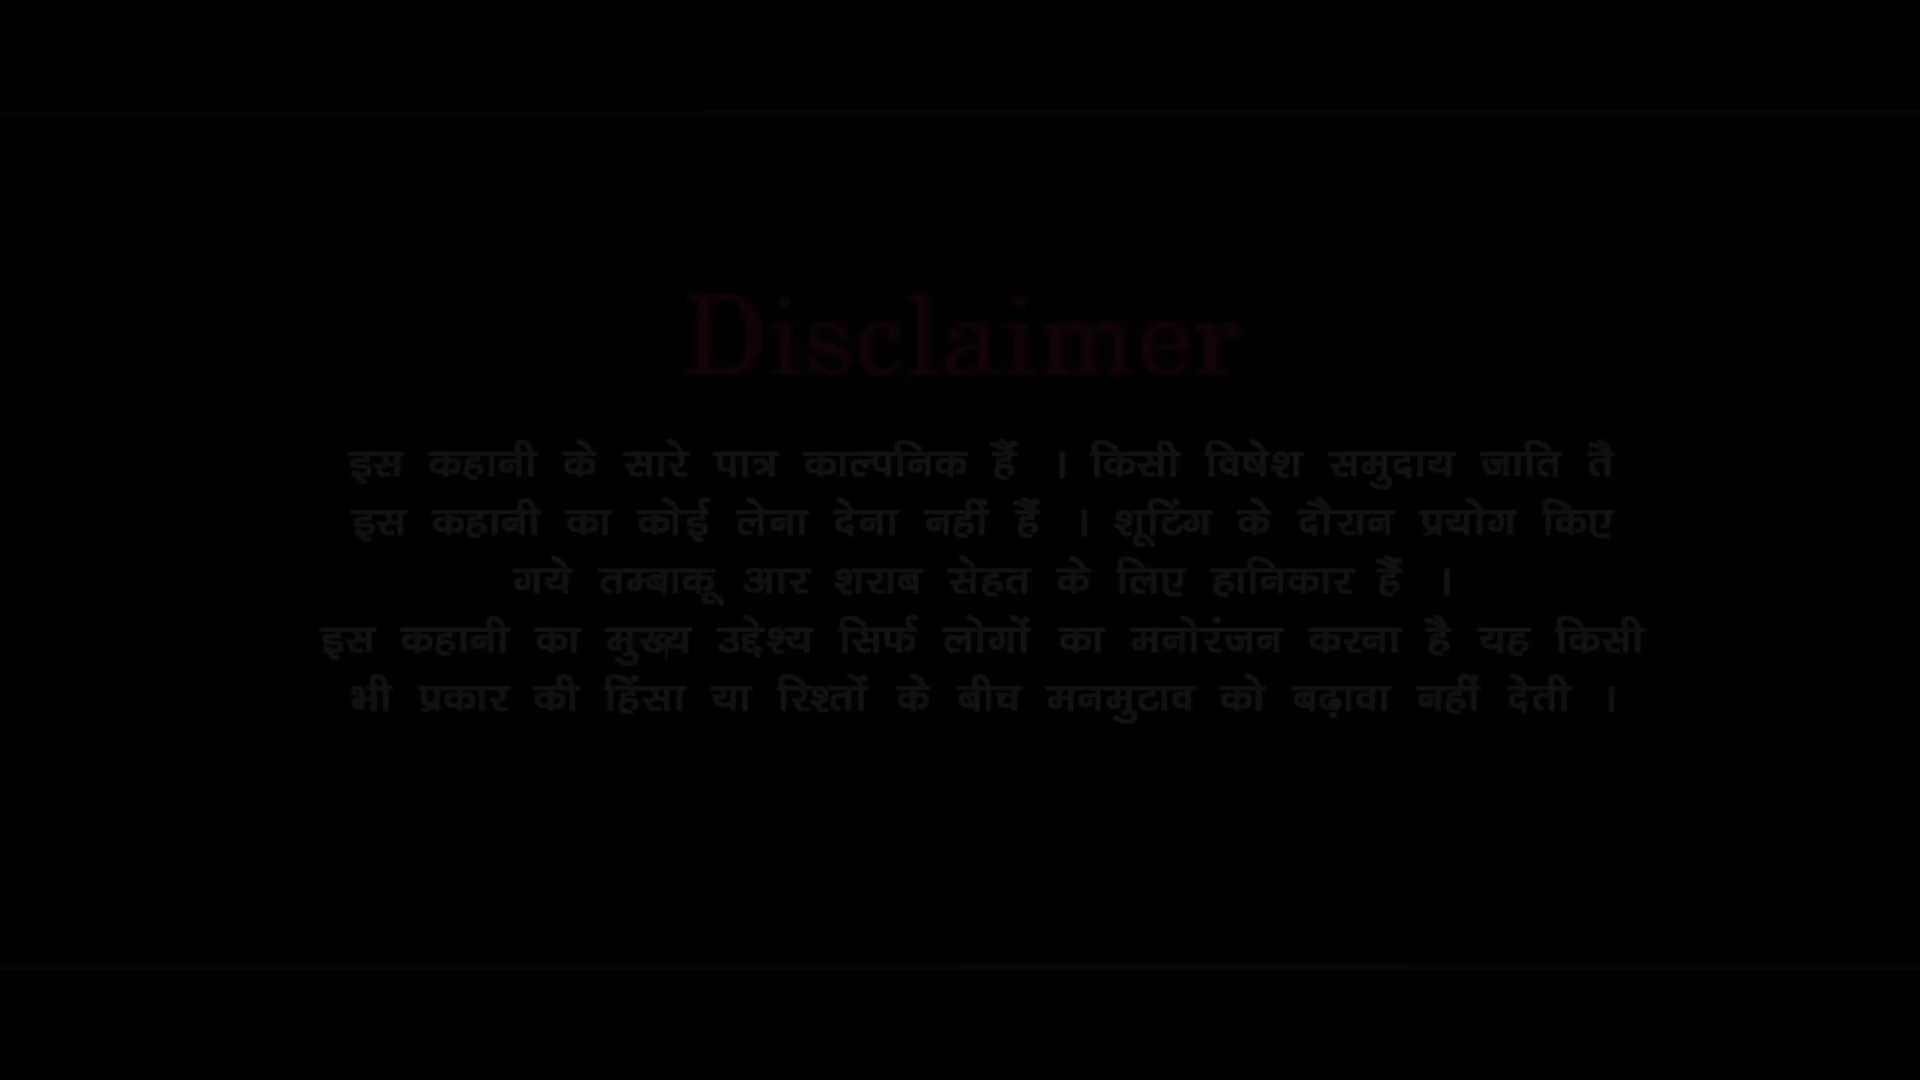 Disclaimer
इस कहानी के सारे पात्र काल्पनिक हैं । किसी विषेश समुदाय जाति तै
इस कहानी का कोई लेना देना नहीं हैं । शूटिंग के दौरान प्रयोग किए
गये तम्बाकू आर शराब सेहत के लिए हानिकार हैं ।
इस कहानी का मुख्य उद्देश्य सिर्फ लोगों का मनोरंजन करना है यह किसी
भी प्रकार की हिंसा या रिश्तों के बीच मनमुटाव को बढ़ावा नहीं देती ।